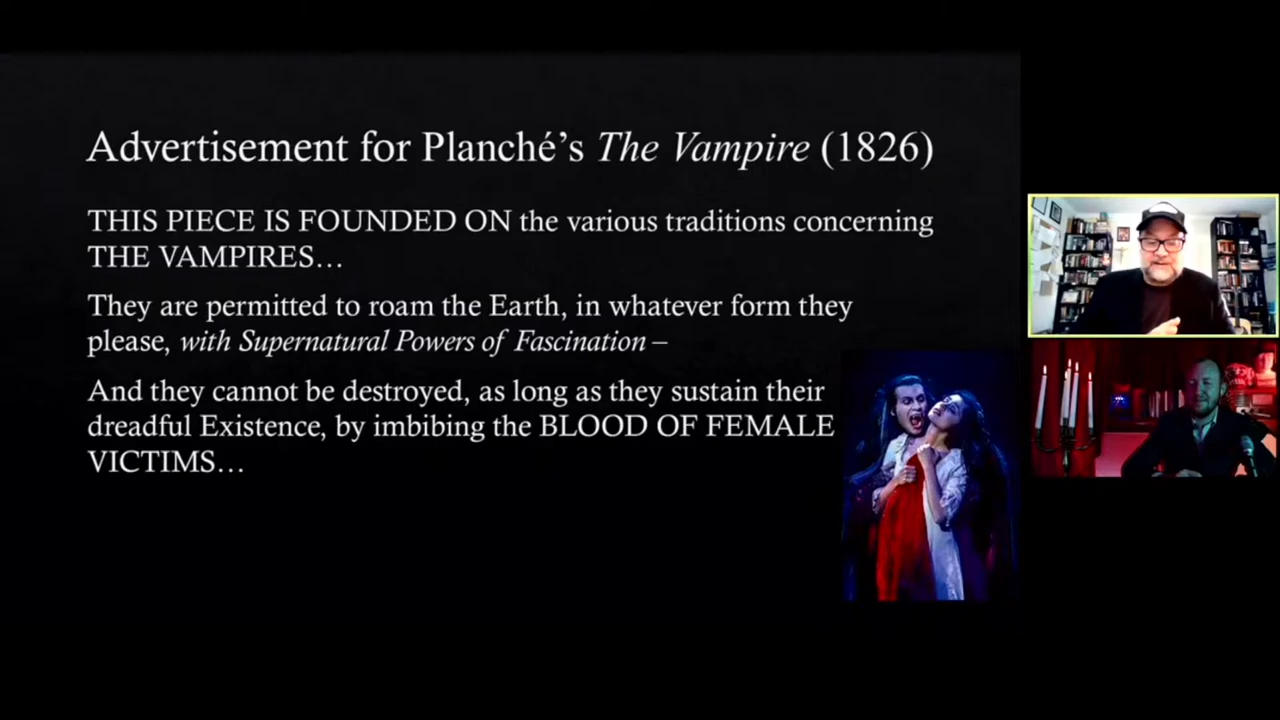 Advertisement for Planché’s The Vampire (1826)
THIS PIECE IS FOUNDED ON the various traditions concerning
THE VAMPIRES…
They are permitted to roam the Earth, in whatever form they
please, with Supernatural Powers of Fascination –
And they cannot be destroyed, as long as they sustain their
dreadful Existence, by imbibing the BLOOD OF FEMALE
VICTIMS…